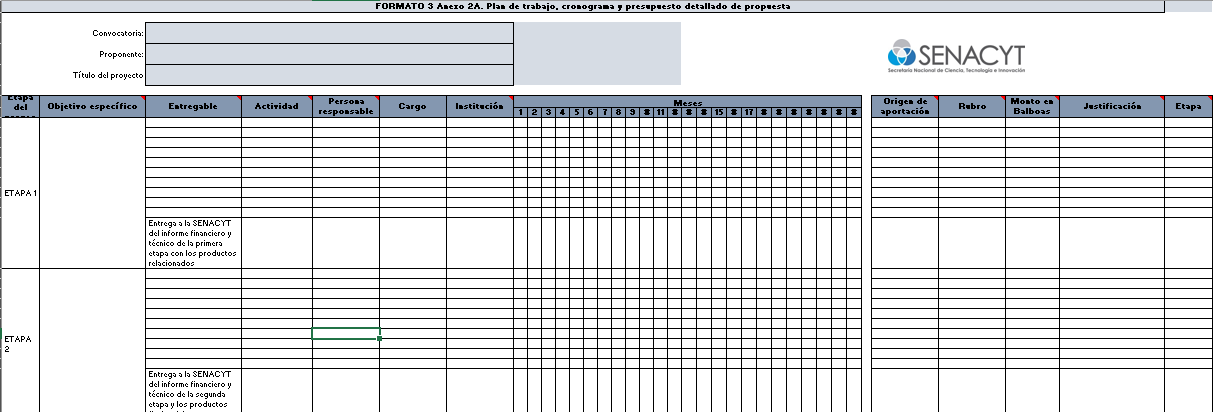 FORMATO 3 Anexo 2A. Plan de trabajo, cronograma y presupuesto detallado de propuesta
Convocatoria:
Proponente:
Título del proyecto
SENACYT
Secretaría Nacional de Ciencia, Tecnología e Innovación
Etapa del
Objetivo específico
Entregable
Actividad
Persona
responsable
Cargo
Institución
Meses
1 2 3 4 5 6 7 8 9 # 11 # # # 15 # 17 # # # # # # #
Origen de
aportación
Rubro
Monto en
Balboas
Justificación
Etapa
ETAPA 1
Entrega a la SENACYT
del informe financiero y
técnico de la primera
etapa con los productos
relacionados
ETAPA
2
Entrega a la SENACYT
del informe financiero y
técnico de la segunda
etapa y los productos